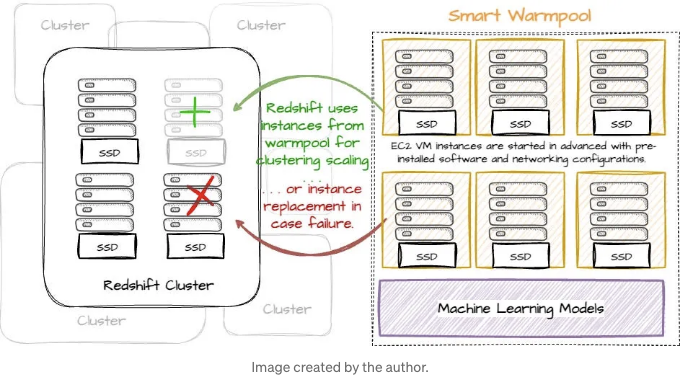 Cluster
Cluster
Smart Warmpool
SSD
SSD
SSD
SSD
SSD
Redshift uses
instances from
warmpool for
clustering scaling
. . .
. . . or instance
replacement in
case failure.
EC2 VM instances are started in advanced with pre-
installed software and networking configurations.
SSD
SSD
SSD
SSD
SSD
Redshift Cluster
Machine Learning Models
Cluster
Cluster
Image created by the author.